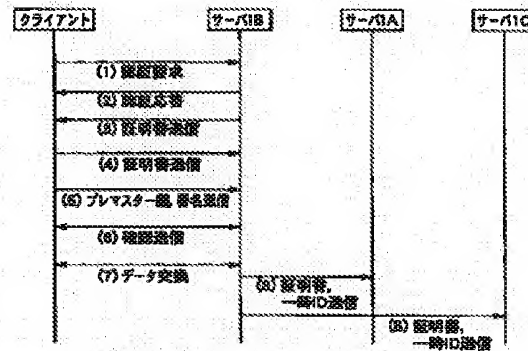 クライアント
サーバ1B
サーバ1A
サーバ1C
(1) 認証要求
(2) 認証応答
(3) 証明書送信
(4) 証明書送信
(5) プレマスター鍵, 署名送信
(6) 確認送信
(7) データ交換
(8) 証明書,
一時ID送信
(8) 証明書,
一時ID送信